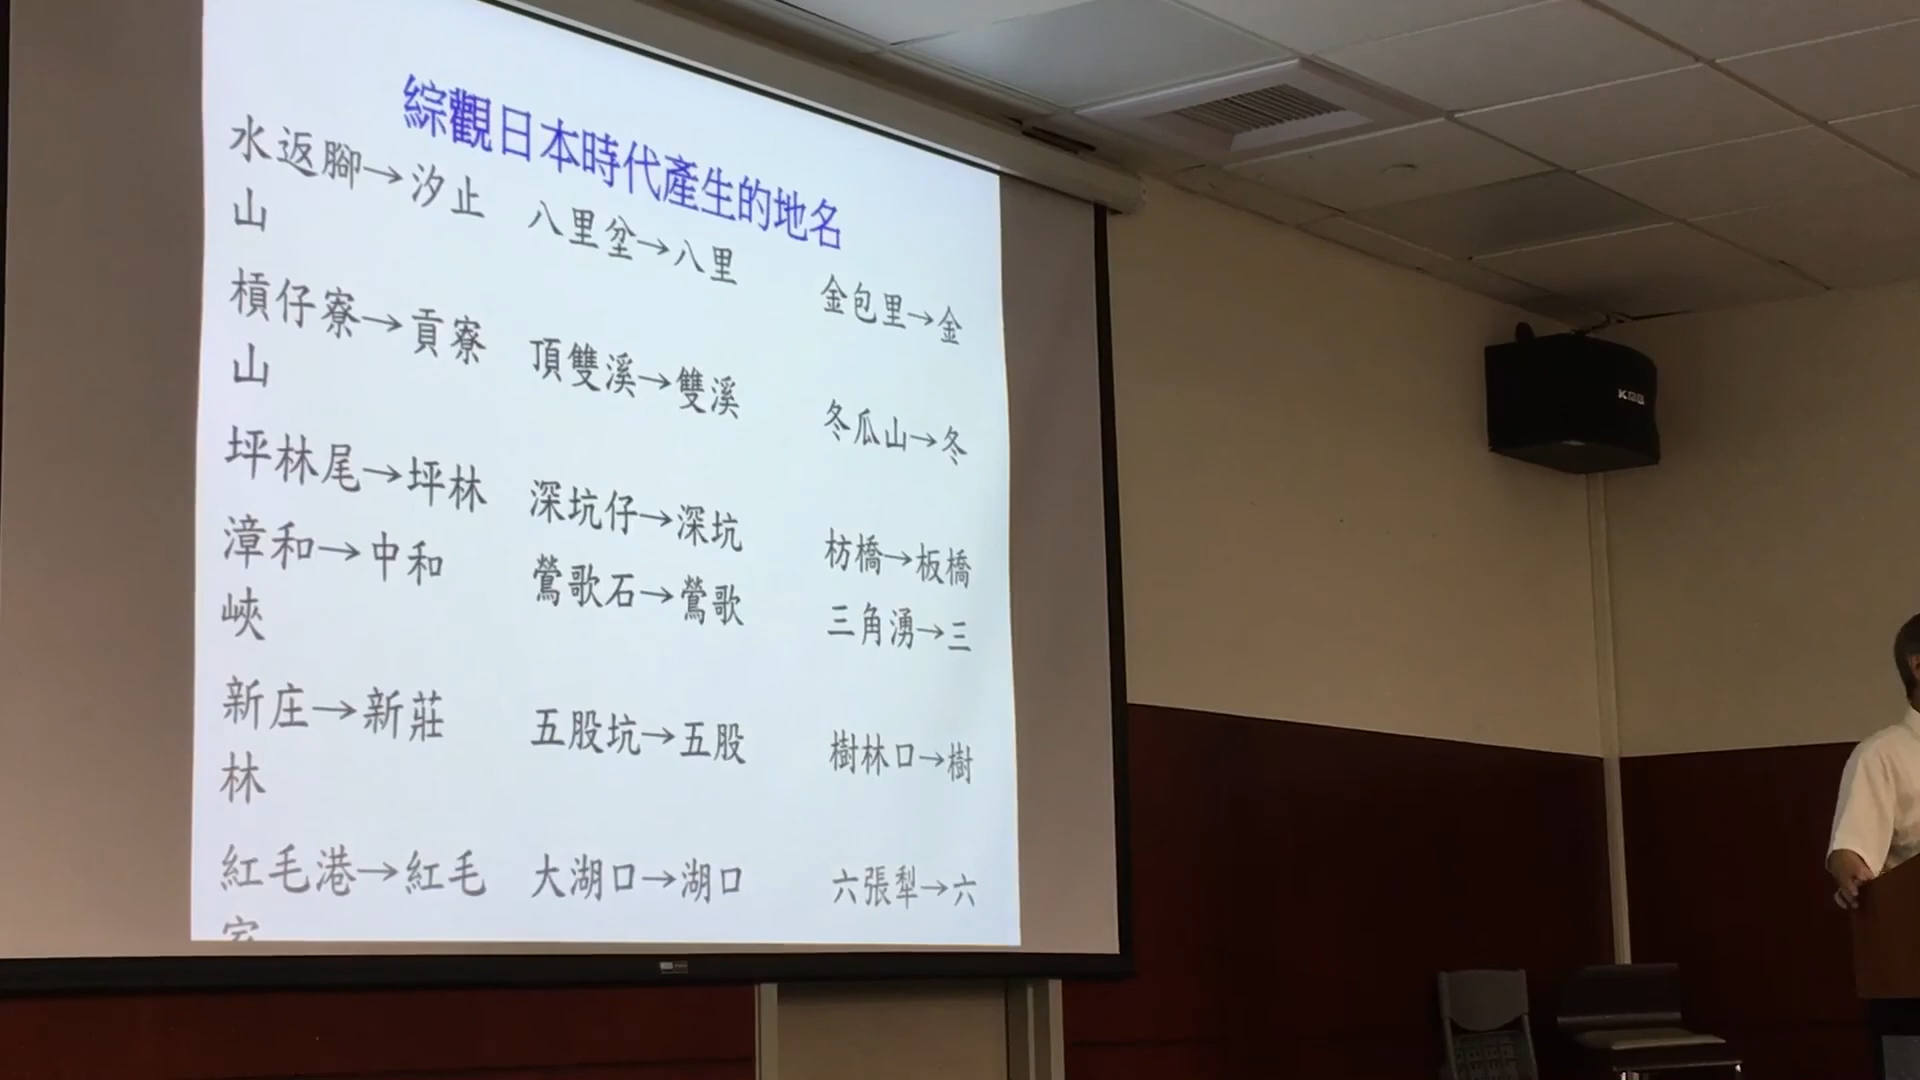 綜觀日本時代產生的地名
水返腳→汐止 八里坌→八里 金包里→金
山
槓仔寮→貢寮 頂雙溪→雙溪 冬瓜山→冬
山
坪林尾→坪林 深坑仔→深坑 枋橋→板橋
漳和→中和 鶯歌石→鶯歌 三角湧→三
峽
新庄→新莊 五股坑→五股 樹林口→樹
林
紅毛港→紅毛 大湖口→湖口 六張犁→六